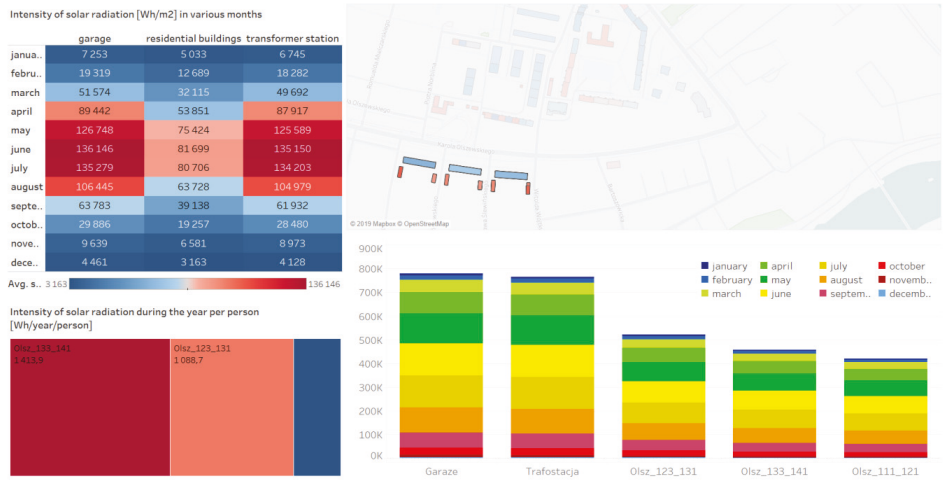 Intensity of solar radiation [Wh/m2] in various months
garage residential buildings transformer station
janua.. 7 253 5 033 6 745
febru.. 19 319 12 689 18 282
march 51 574 32 115 49 692
april 89 442 53 851 87 917
may 126 748 75 424 125 589
june 136 146 81 699 135 150
july 135 279 80 706 134 203
august 106 445 63 728 104 979
septe.. 63 783 39 138 61 932
octob.. 29 886 19 257 28 480
nove.. 9 639 6 581 8 973
dece.. 4 461 3 163 4 128
Avg. s.. 3 163 136 146
Intensity of solar radiation during the year per person
[Wh/year/person]
Olsz_133_141
1 413,9
Olsz_123_131
1 088,7
© 2019 Mapbox © OpenStreetMap
900K
800K
700K
600K
500K
400K
300K
200K
100K
0K
january april july october
february may august novemb..
march june septem.. decemb..
Garaze Trafostacja Olsz_123_131 Olsz_133_141 Olsz_111_121